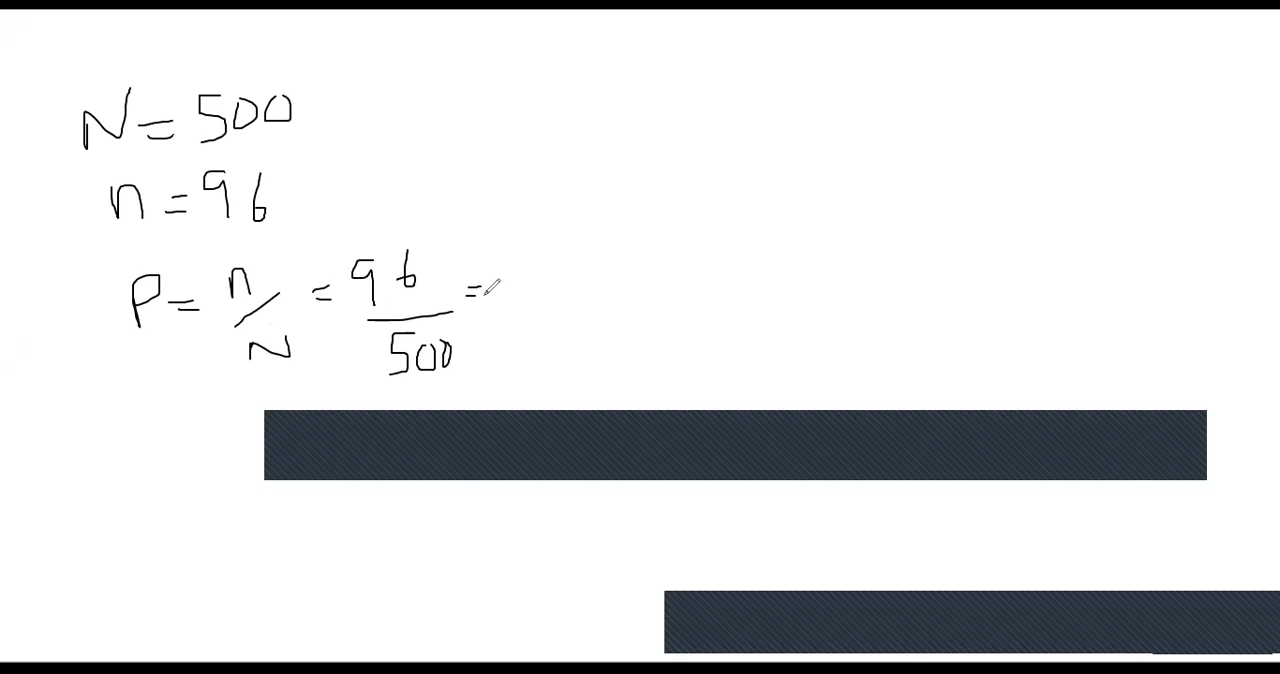 N = 500
n = 96
P = n/N = 96/500 =